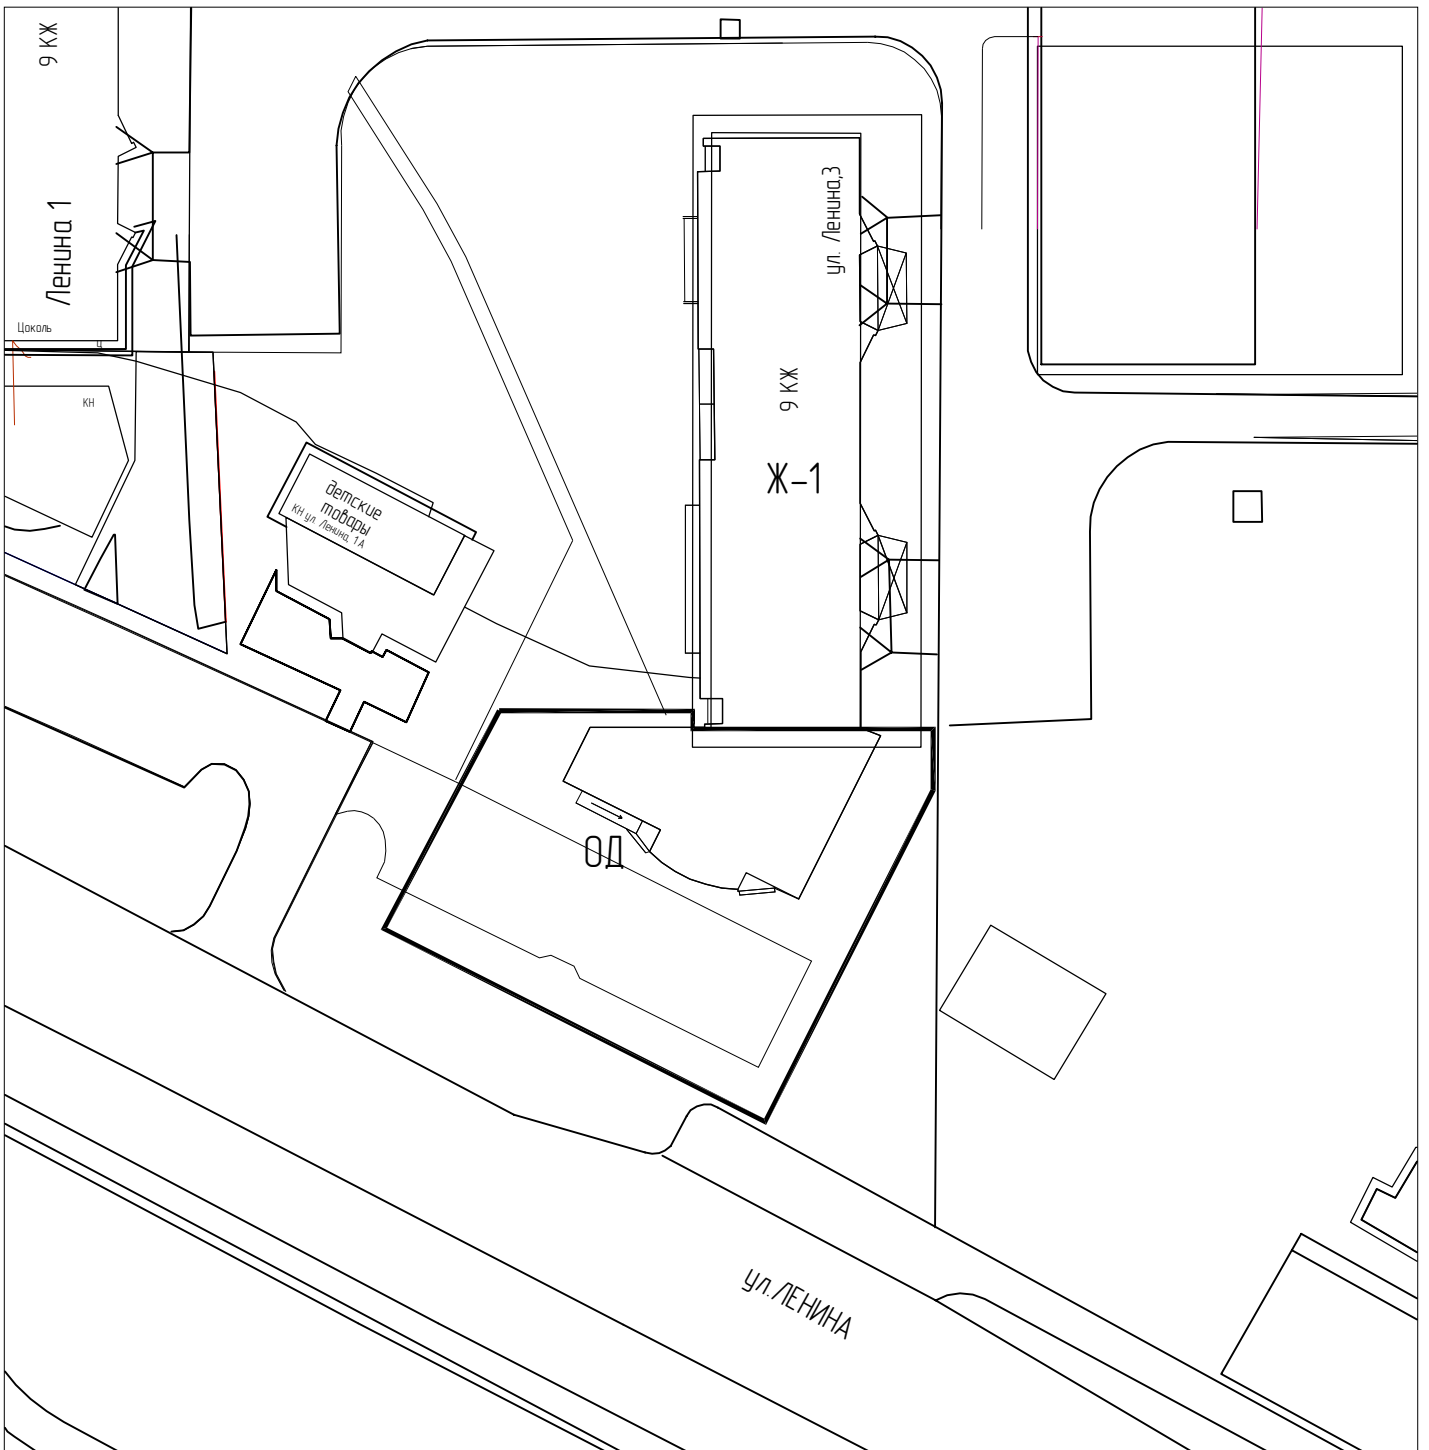 9 КЖ
Ленина 1
Цоколь
КН
детские
товары
КН ул. Ленина, 1А
ул. Ленина,3
9 КЖ
Ж-1
ОД
ул.ЛЕНИНА